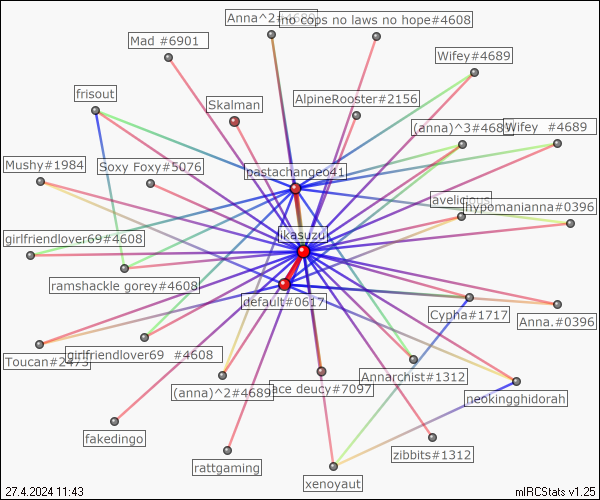 Anna^2#4689
no cops no laws no hope#4608
Mad #6901
Wifey#4689
frisout
Skalman
AlpineRooster#2156
(anna)^3#4689
Wifey  #4689
Mushy#1984
Soxy Foxy#5076
pastachangeo41
avelicious
hypomanianna#0396
girlfriendlover69#4608
ikasuzu
ramshackle gorey#4608
default#0617
Cypha#1717
Anna.#0396
Toucan#2473
girlfriendlover69  #4608
(anna)^2#4689
ace deucy#7097
Annarchist#1312
neokingghidorah
fakedingo
rattgaming
zibbits#1312
xenoyaut
27.4.2024 11:43
mIRCStats v1.25